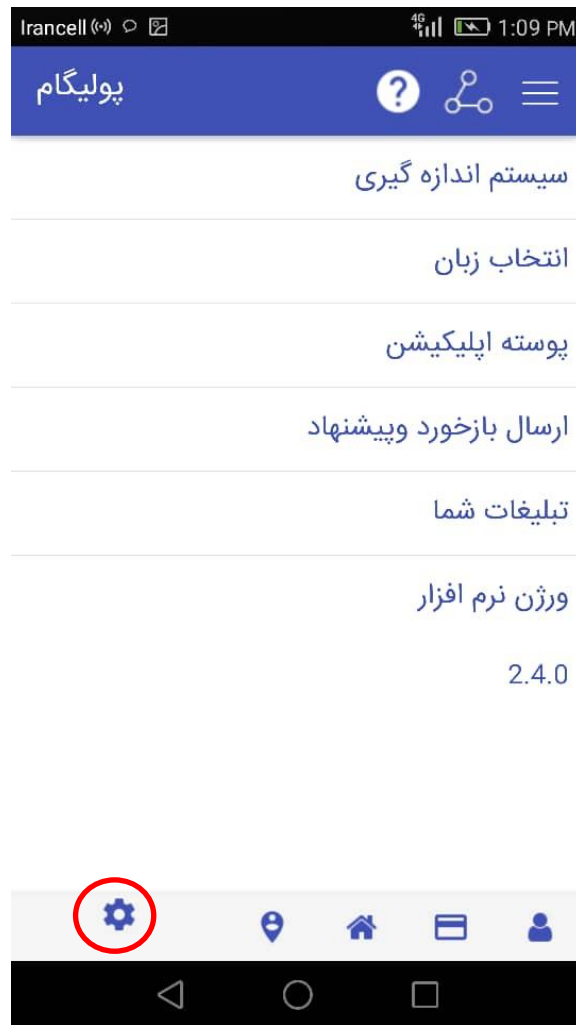 Irancell
4G 1:09 PM
پولیگام
?
سیستم اندازه گیری
انتخاب زبان
پوسته اپلیکیشن
ارسال بازخورد وپیشنهاد
تبلیغات شما
ورژن نرم افزار
2.4.0